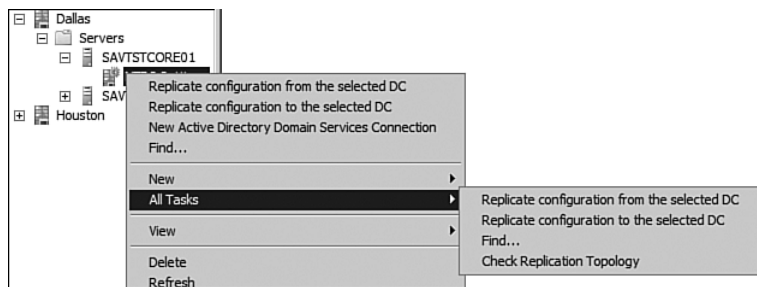 Dallas
Servers
SAVTSTCORE01
SAV
Houston
Replicate configuration from the selected DC
Replicate configuration to the selected DC
New Active Directory Domain Services Connection
Find...
New
All Tasks
View
Delete
Refresh
Replicate configuration from the selected DC
Replicate configuration to the selected DC
Find...
Check Replication Topology